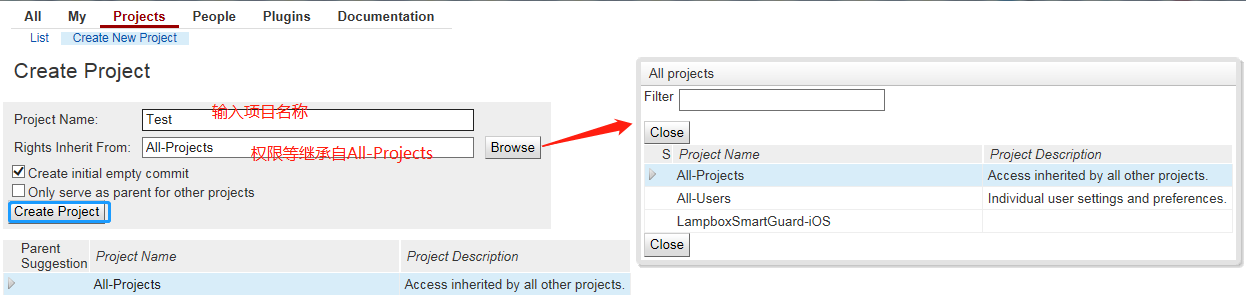 All My Projects People Plugins Documentation
List Create New Project
Create Project
Project Name: Test 输入项目名称
Rights Inherit From: All-Projects 权限等继承自All-Projects Browse
Create initial empty commit
Only serve as parent for other projects
Create Project
Parent Suggestion Project Name Project Description
All-Projects Access inherited by all other projects.
All projects
Filter
Close
S Project Name Project Description
All-Projects Access inherited by all other projects.
All-Users Individual user settings and preferences.
LampboxSmartGuard-iOS
Close